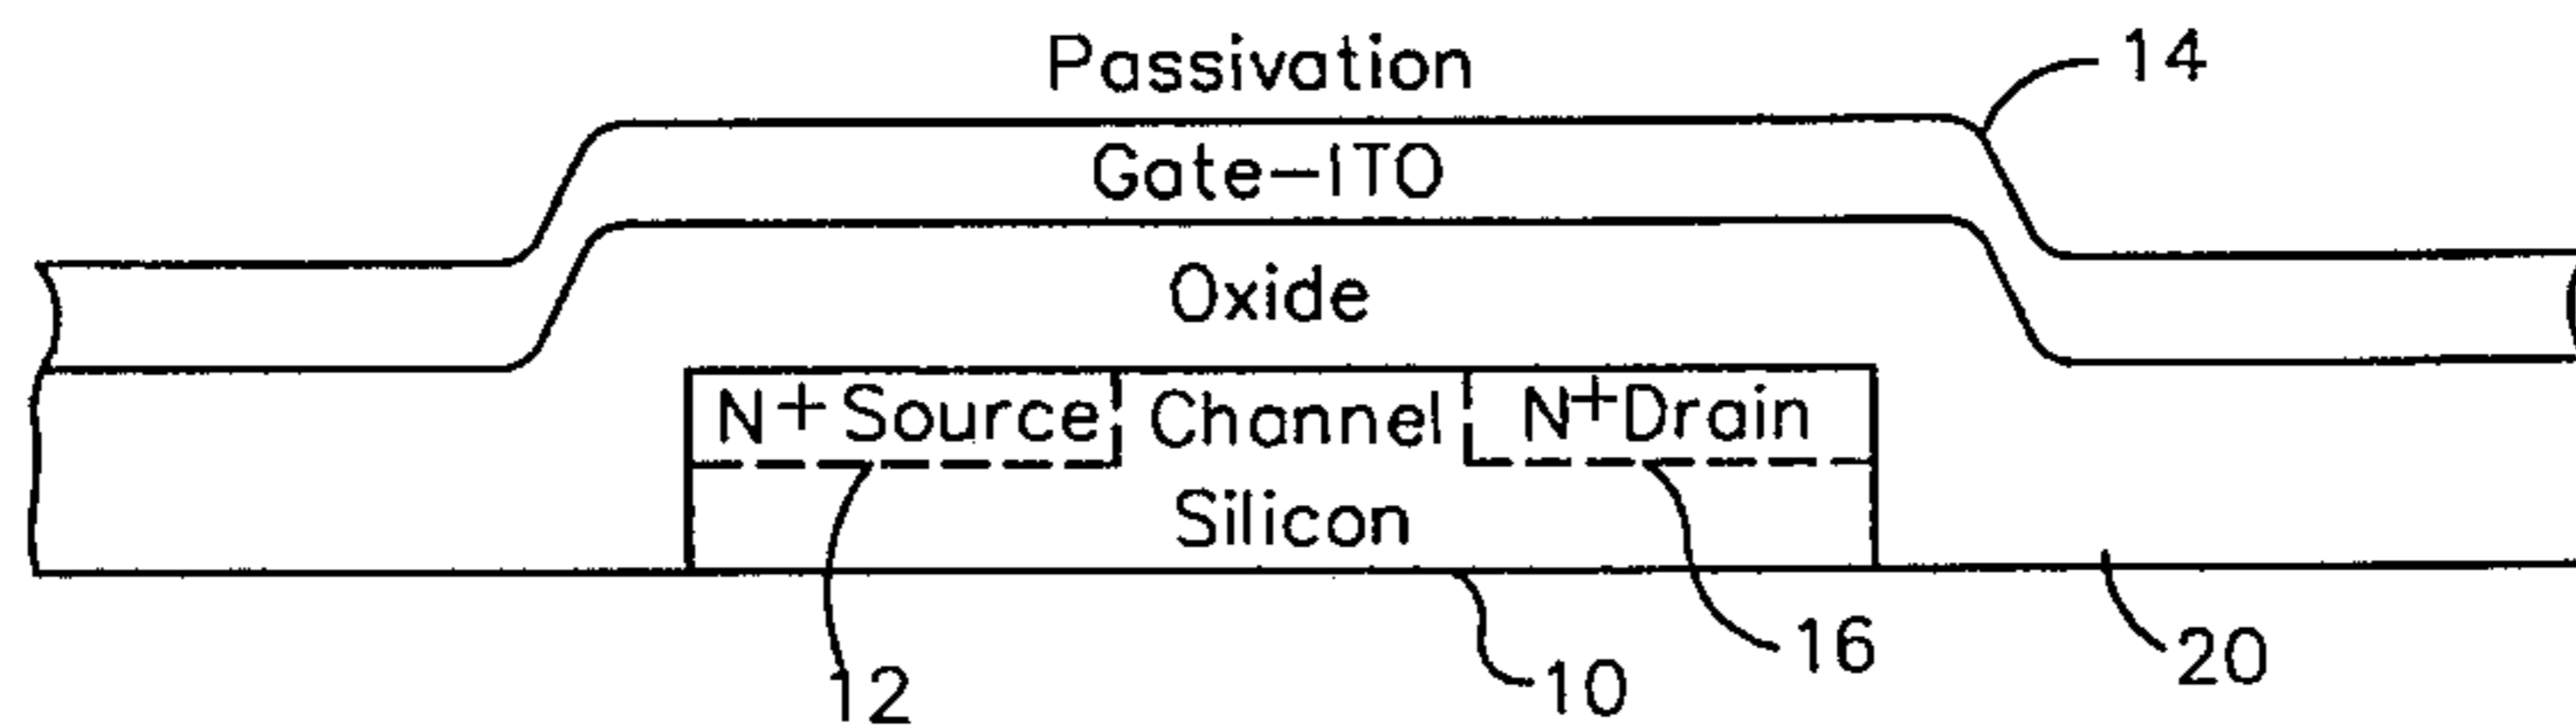 Passivation
14
Gate-ITO
Oxide
N+ Source Channel N+ Drain
Silicon
12
10
16
20